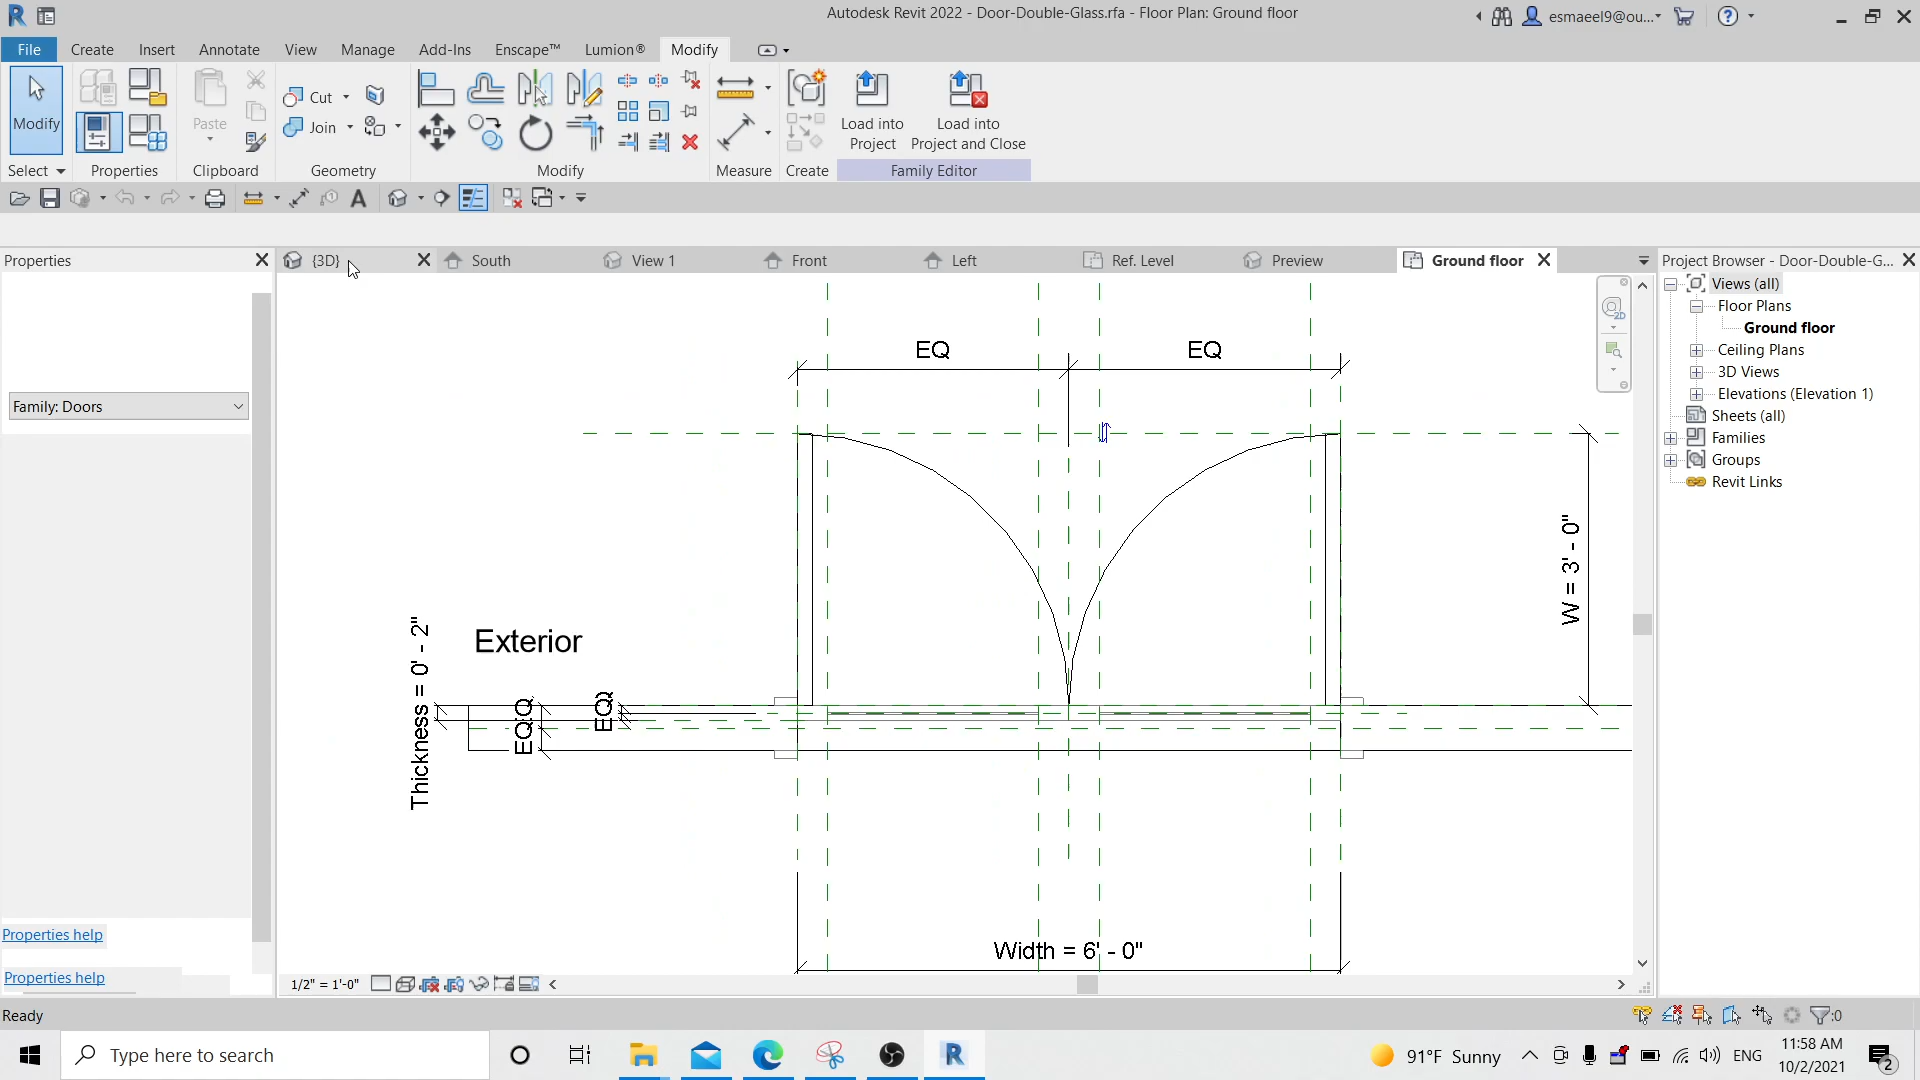 Autodesk Revit 2022 - Door-Double-Glass.rfa - Floor Plan: Ground floor
esmaeel9@ou...
File Create Insert Annotate View Manage Add-Ins Enscape™ Lumion® Modify
Modify
Paste
Cut
Join
Load into
Project
Load into
Project and Close
Select Properties Clipboard Geometry Modify Measure Create Family Editor
Properties
{3D} South View 1 Front Left Ref. Level Preview Ground floor
Project Browser - Door-Double-G...
Family: Doors
Properties help
Properties help
Views (all)
Floor Plans
Ground floor
Ceiling Plans
3D Views
Elevations (Elevation 1)
Sheets (all)
Families
Groups
Revit Links
EQ EQ
W = 3' - 0"
Exterior
Thickness = 0' - 2"
EQ
EQ
EQ
Width = 6' - 0"
1/2" = 1'-0"
Ready
:0
Type here to search
91°F Sunny
ENG
11:58 AM
10/2/2021
2